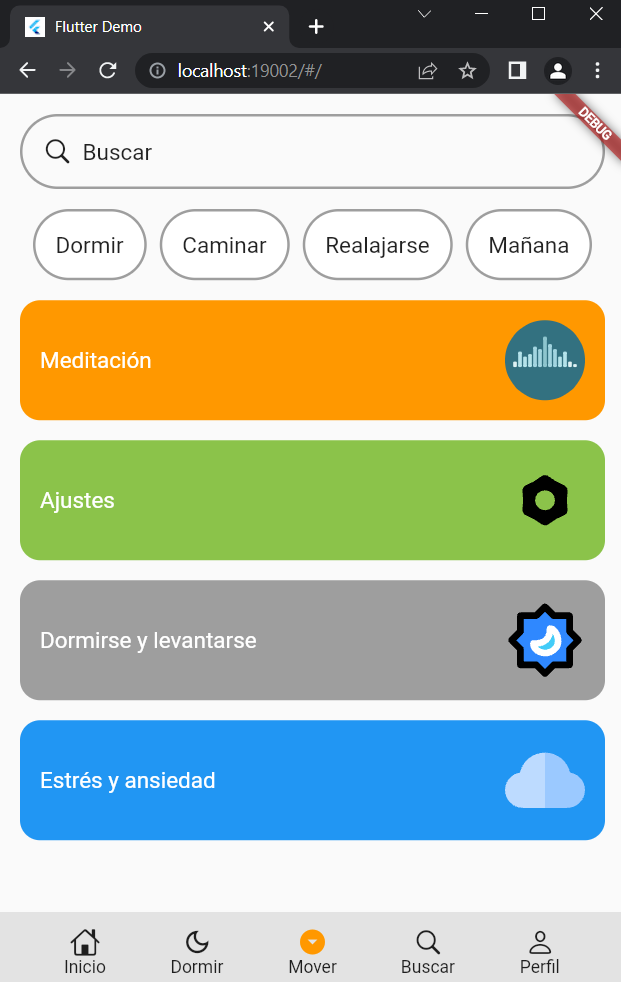 Flutter Demo
localhost:19002/#/
DEBUG
Buscar
Dormir Caminar Realajarse Mañana
Meditación
Ajustes
Dormirse y levantarse
Estrés y ansiedad
Inicio Dormir Mover Buscar Perfil